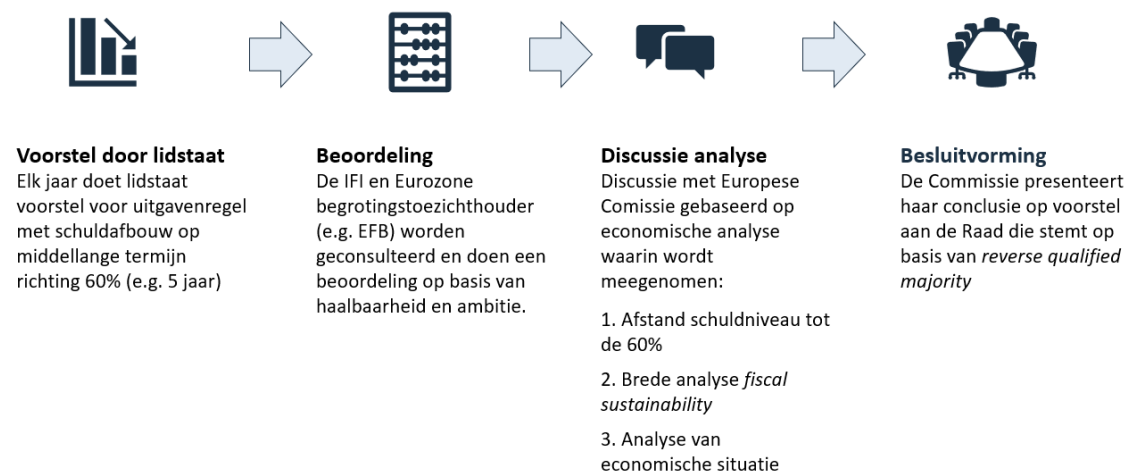 Voorstel door lidstaat
Elk jaar doet lidstaat
voorstel voor uitgavenregel
met schuldafbouw op
middellange termijn
richting 60% (e.g. 5 jaar)
Beoordeling
De IFI en Eurozone
begrotingstoezichthouder
(e.g. EFB) worden
geconsulteerd en doen een
beoordeling op basis van
haalbaarheid en ambitie.
Discussie analyse
Discussie met Europese
Comissie gebaseerd op
economische analyse
waarin wordt
meegenomen:
1. Afstand schuldniveau tot
de 60%
2. Brede analyse fiscal
sustainability
3. Analyse van
economische situatie
Besluitvorming
De Commissie presenteert
haar conclusie op voorstel
aan de Raad die stemt op
basis van reverse qualified
majority